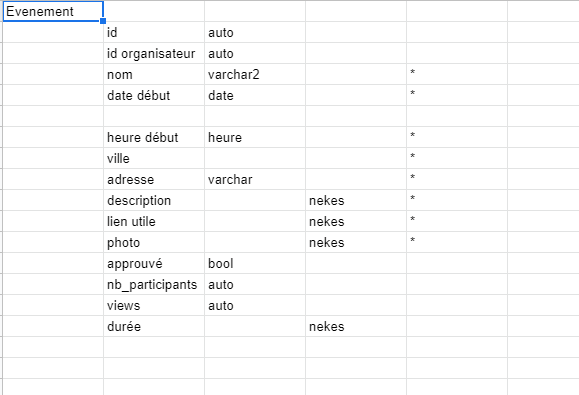 Evenement
id auto
id organisateur auto
nom varchar2 *
date début date *
heure début heure *
ville *
adresse varchar *
description nekes *
lien utile nekes *
photo nekes *
approuvé bool
nb_participants auto
views auto
durée nekes